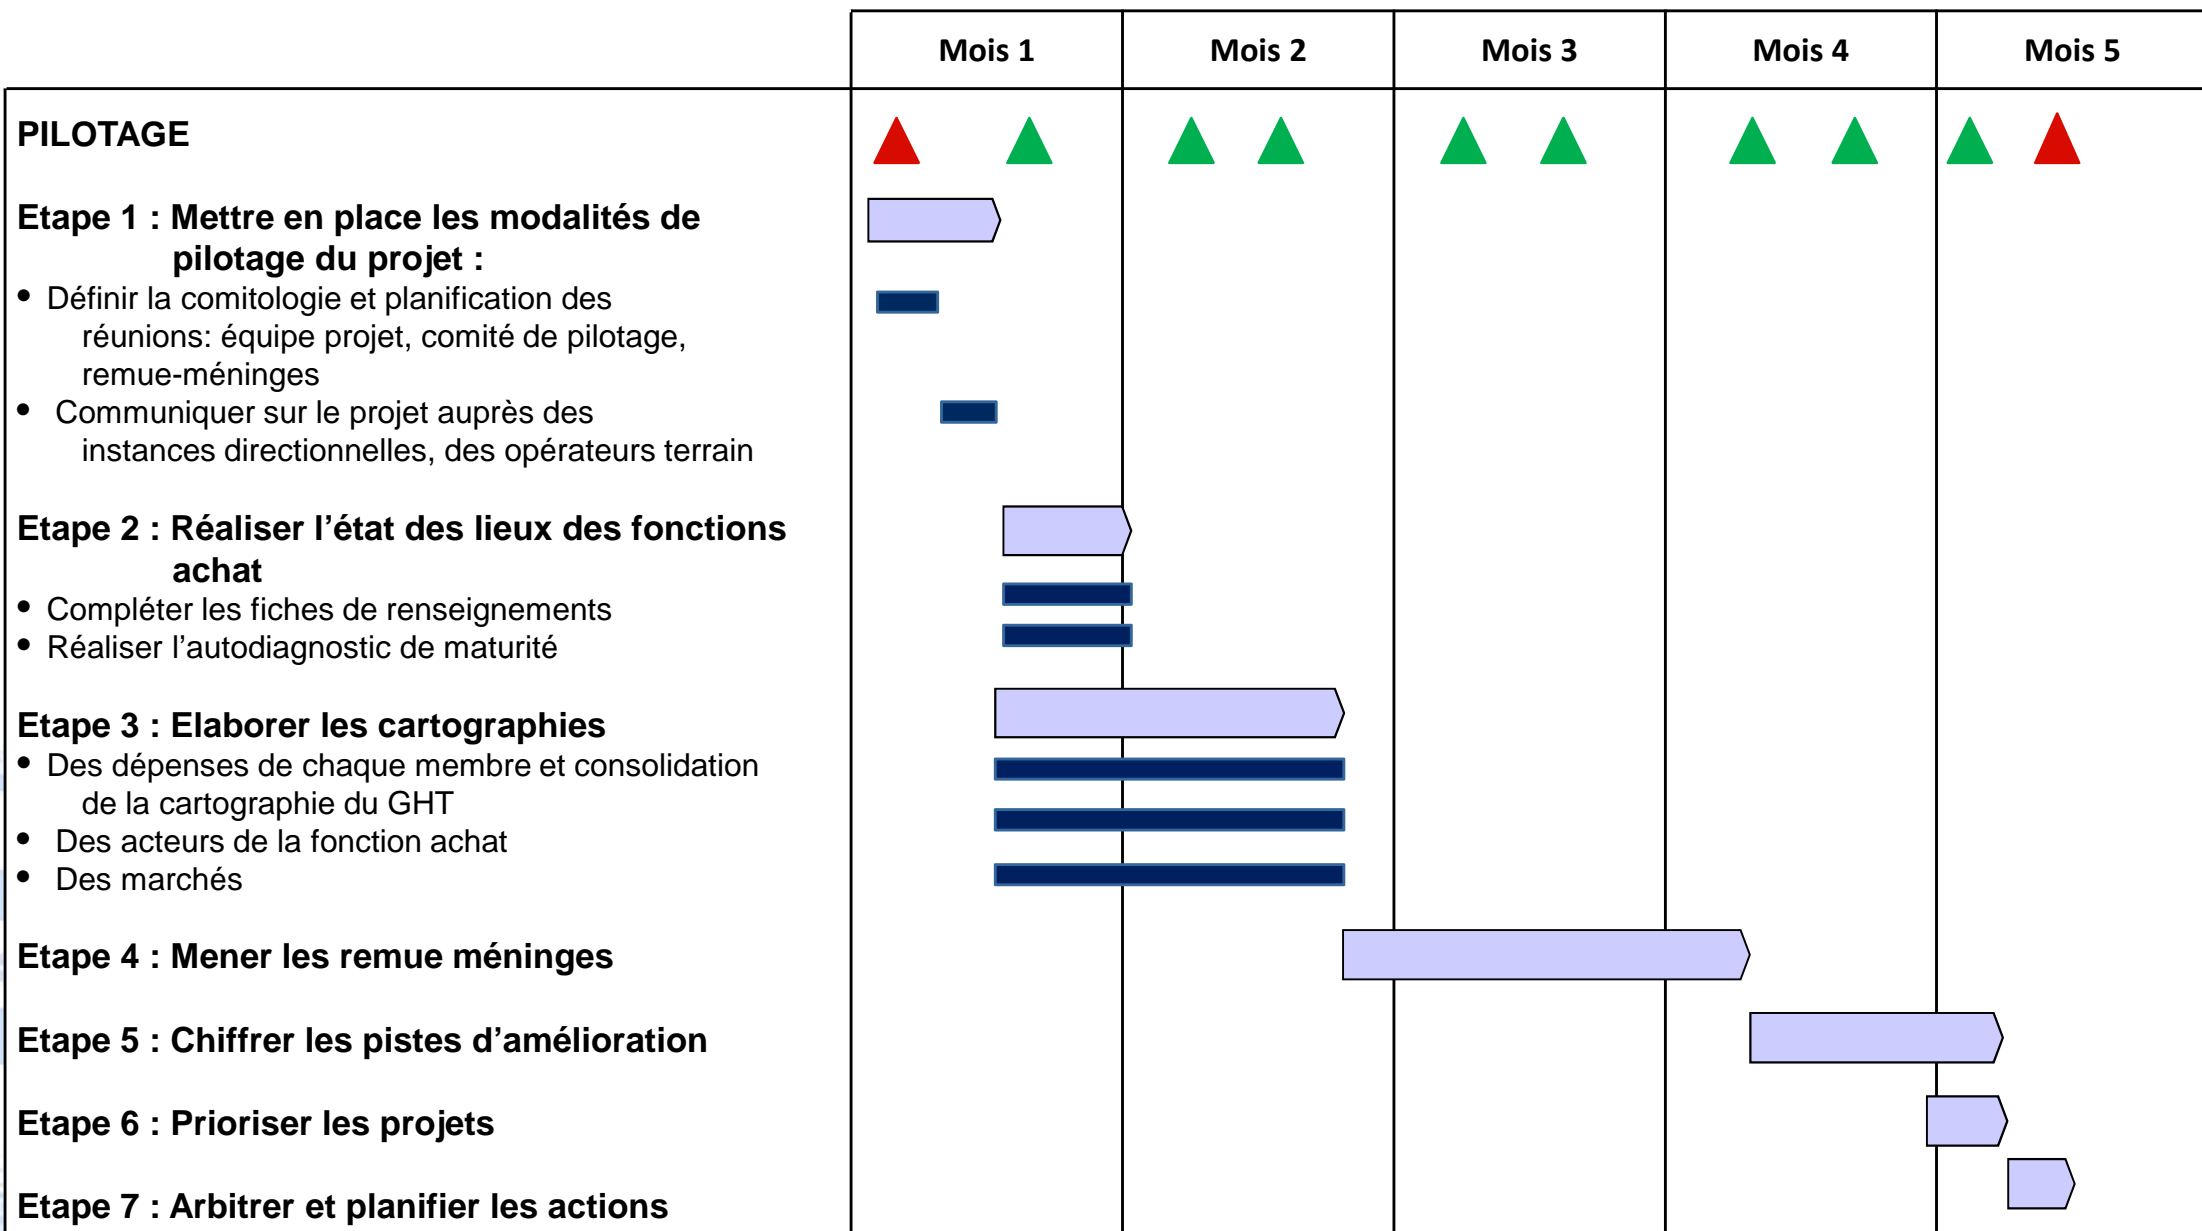 Mois 1
Mois 2
Mois 3
Mois 4
Mois 5
PILOTAGE
Etape 1 : Mettre en place les modalités de
pilotage du projet :
• Définir la comitologie et planification des
réunions: équipe projet, comité de pilotage,
remue-méninges
• Communiquer sur le projet auprès des
instances directionnelles, des opérateurs terrain
Etape 2 : Réaliser l’état des lieux des fonctions
achat
• Compléter les fiches de renseignements
• Réaliser l’autodiagnostic de maturité
Etape 3 : Elaborer les cartographies
• Des dépenses de chaque membre et consolidation
de la cartographie du GHT
• Des acteurs de la fonction achat
• Des marchés
Etape 4 : Mener les remue méninges
Etape 5 : Chiffrer les pistes d’amélioration
Etape 6 : Prioriser les projets
Etape 7 : Arbitrer et planifier les actions